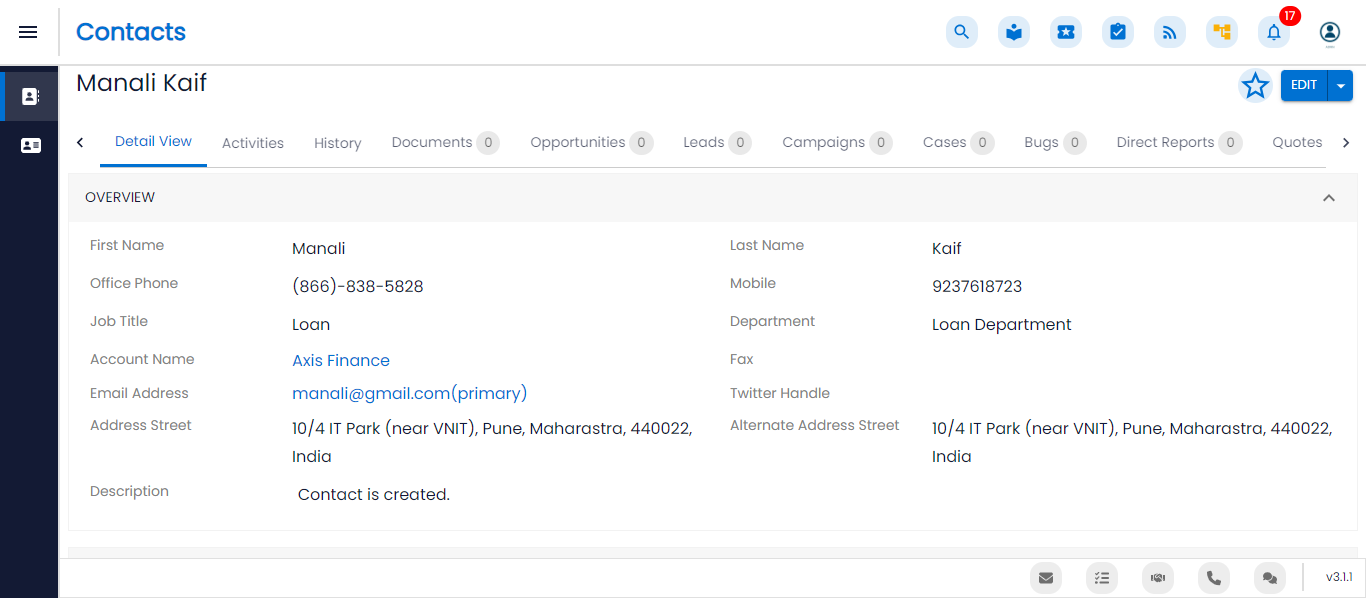 Contacts
17
Manali Kaif
EDIT
Detail View Activities History Documents 0 Opportunities 0 Leads 0 Campaigns 0 Cases 0 Bugs 0 Direct Reports 0 Quotes
OVERVIEW
First Name Manali Last Name Kaif
Office Phone (866)-838-5828 Mobile 9237618723
Job Title Loan Department Loan Department
Account Name Axis Finance Fax
Email Address manali@gmail.com(primary) Twitter Handle
Address Street 10/4 IT Park (near VNIT), Pune, Maharastra, 440022, Alternate Address Street 10/4 IT Park (near VNIT), Pune, Maharastra, 440022,
India India
Description Contact is created.
v3.1.1